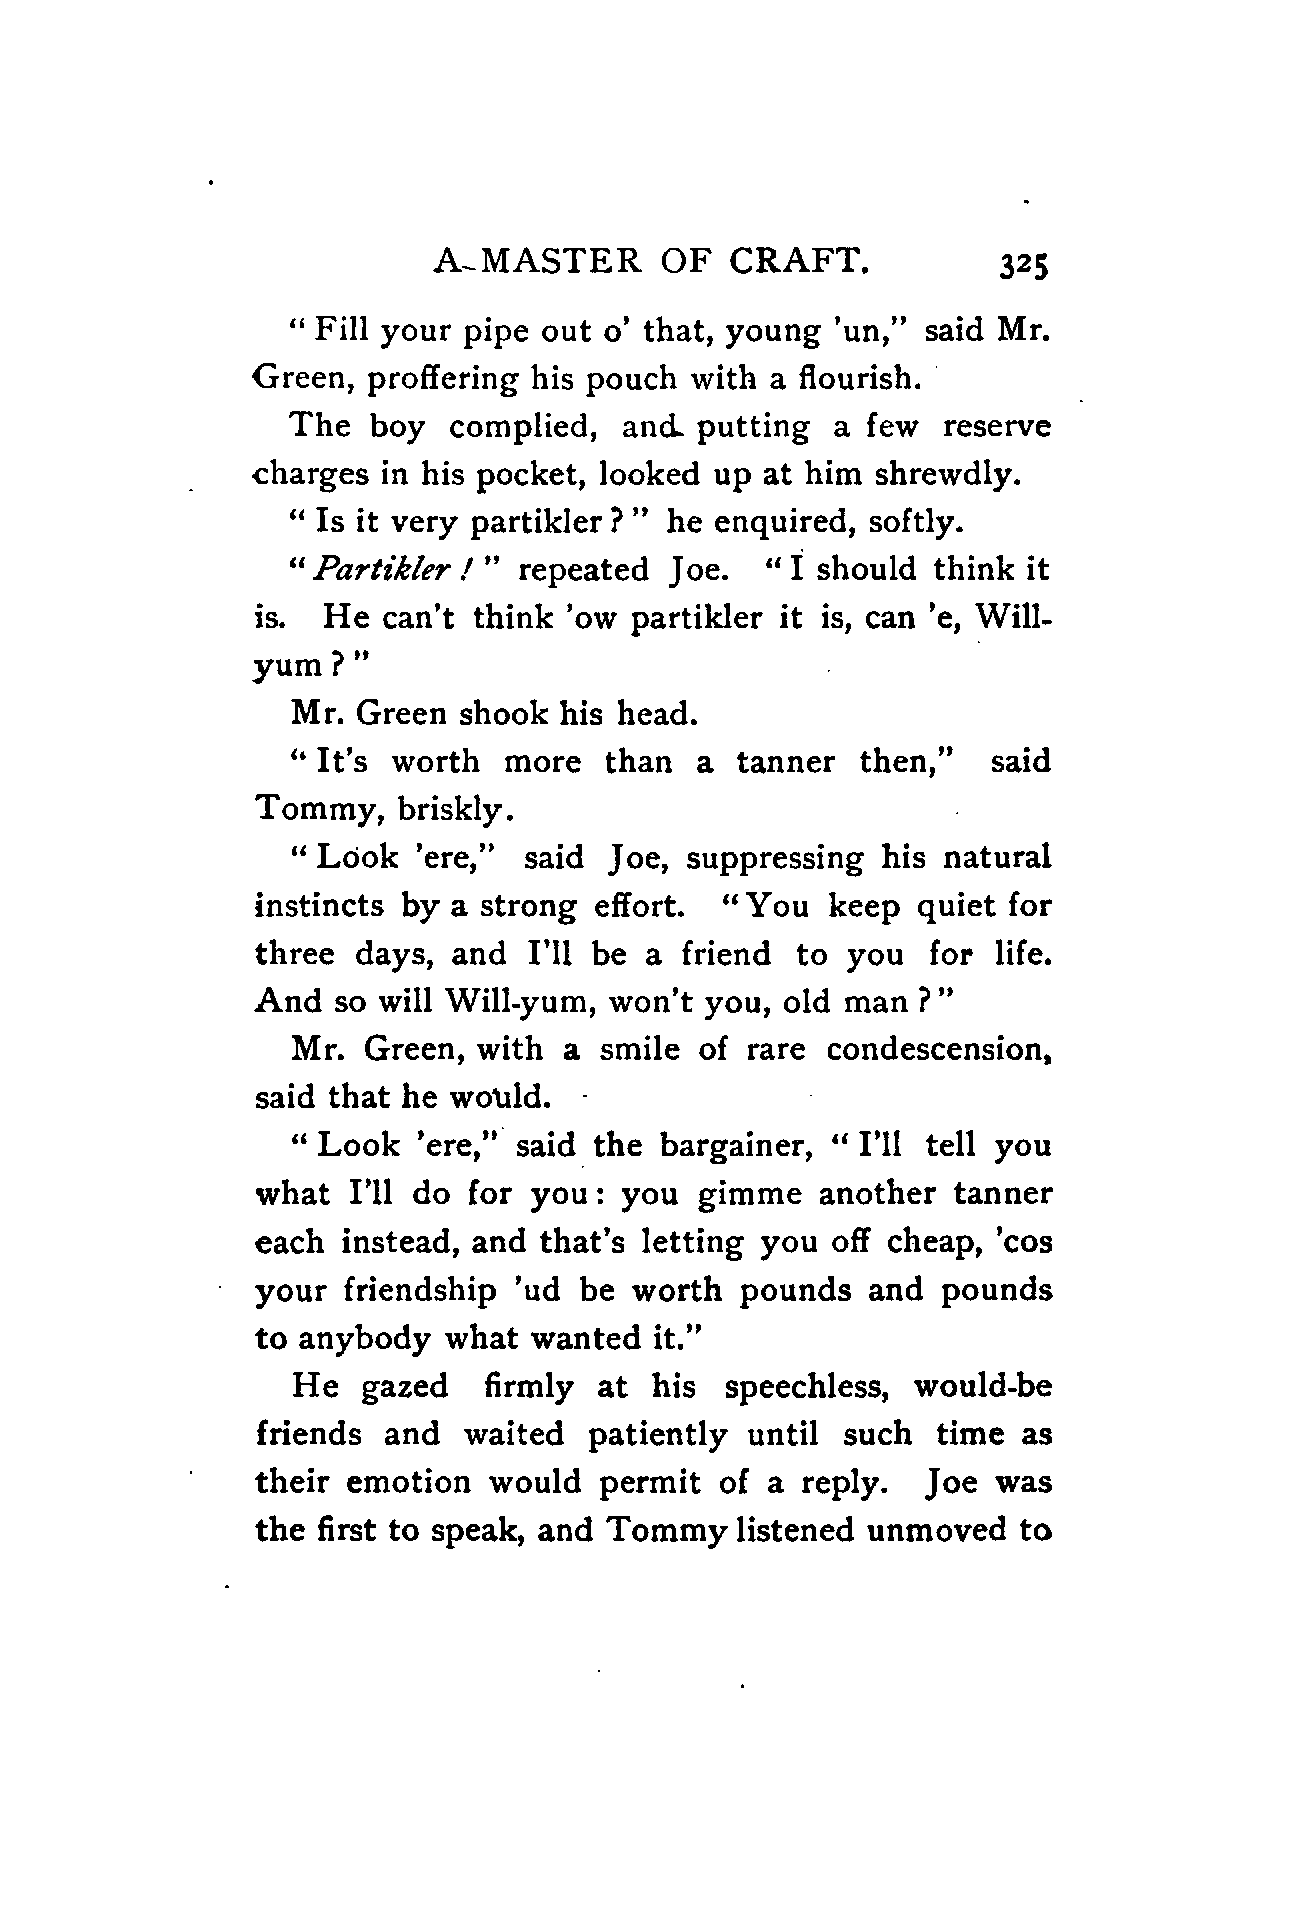 A MASTER OF CRAFT. 325
" Fill your pipe out o' that, young 'un," said Mr.
Green, proffering his pouch with a flourish.
The boy complied, and putting a few reserve
charges in his pocket, looked up at him shrewdly.
" Is it very partikler ? " he enquired, softly.
" Partikler ! " repeated Joe. " I should think it
is. He can't think 'ow partikler it is, can 'e, Will-
yum ? "
Mr. Green shook his head.
" It's worth more than a tanner then," said
Tommy, briskly.
" Look 'ere," said Joe, suppressing his natural
instincts by a strong effort. " You keep quiet for
three days, and I'll be a friend to you for life.
And so will Will-yum, won't you, old man ? "
Mr. Green, with a smile of rare condescension,
said that he would.
" Look 'ere," said the bargainer, " I'll tell you
what I'll do for you : you gimme another tanner
each instead, and that's letting you off cheap, 'cos
your friendship 'ud be worth pounds and pounds
to anybody what wanted it."
He gazed firmly at his speechless, would-be
friends and waited patiently until such time as
their emotion would permit of a reply. Joe was
the first to speak, and Tommy listened unmoved to